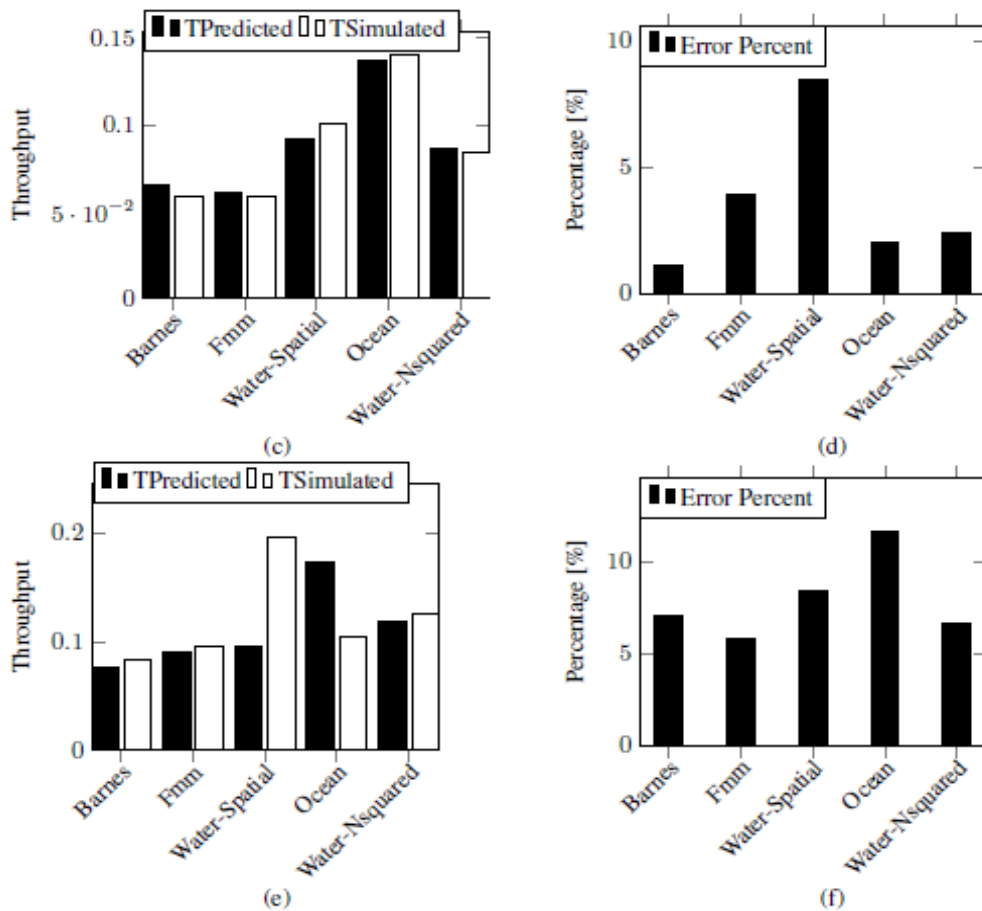 TPredicted TSimulated
Throughput
0.15
0.1
5 · 10⁻²
0
Barnes
Fmm
Water-Spatial
Ocean
Water-Nsquared
(c)
Error Percent
Percentage [%]
10
5
0
Barnes
Fmm
Water-Spatial
Ocean
Water-Nsquared
(d)
TPredicted TSimulated
Throughput
0.2
0.1
0
Barnes
Fmm
Water-Spatial
Ocean
Water-Nsquared
(e)
Error Percent
Percentage [%]
10
5
0
Barnes
Fmm
Water-Spatial
Ocean
Water-Nsquared
(f)